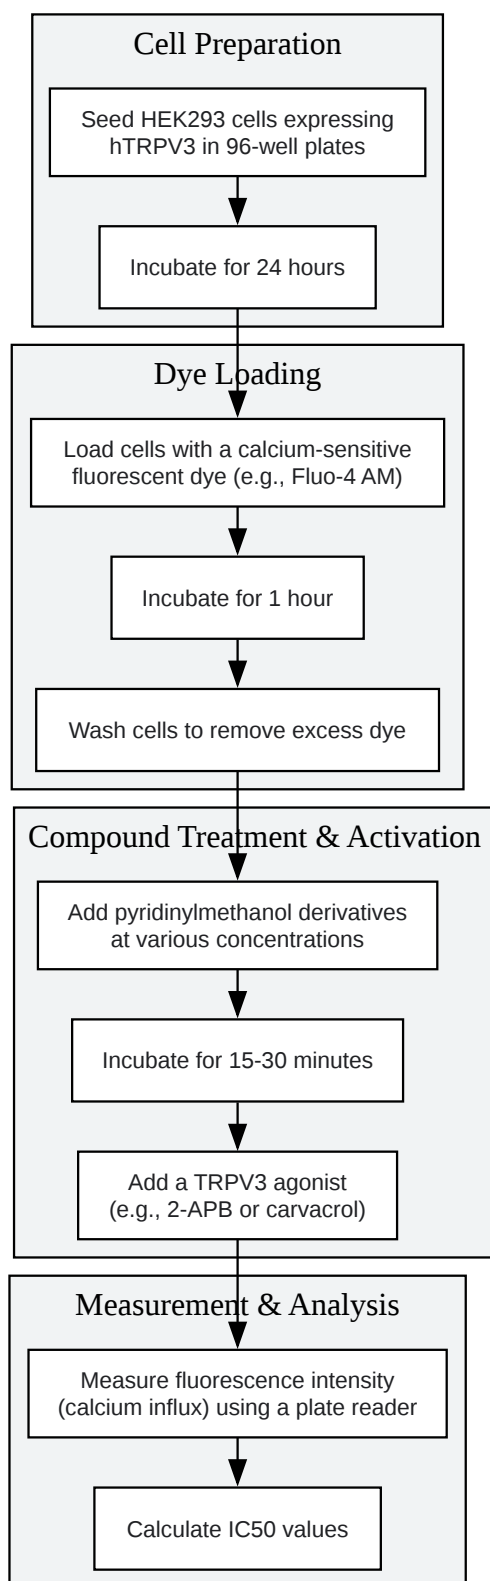 Cell Preparation
Seed HEK293 cells expressing
hTRPV3 in 96-well plates
Incubate for 24 hours
Dye Loading
Load cells with a calcium-sensitive
fluorescent dye (e.g., Fluo-4 AM)
Incubate for 1 hour
Wash cells to remove excess dye
Compound Treatment & Activation
Add pyridinylmethanol derivatives
at various concentrations
Incubate for 15-30 minutes
Add a TRPV3 agonist
(e.g., 2-APB or carvacrol)
Measurement & Analysis
Measure fluorescence intensity
(calcium influx) using a plate reader
Calculate IC50 values